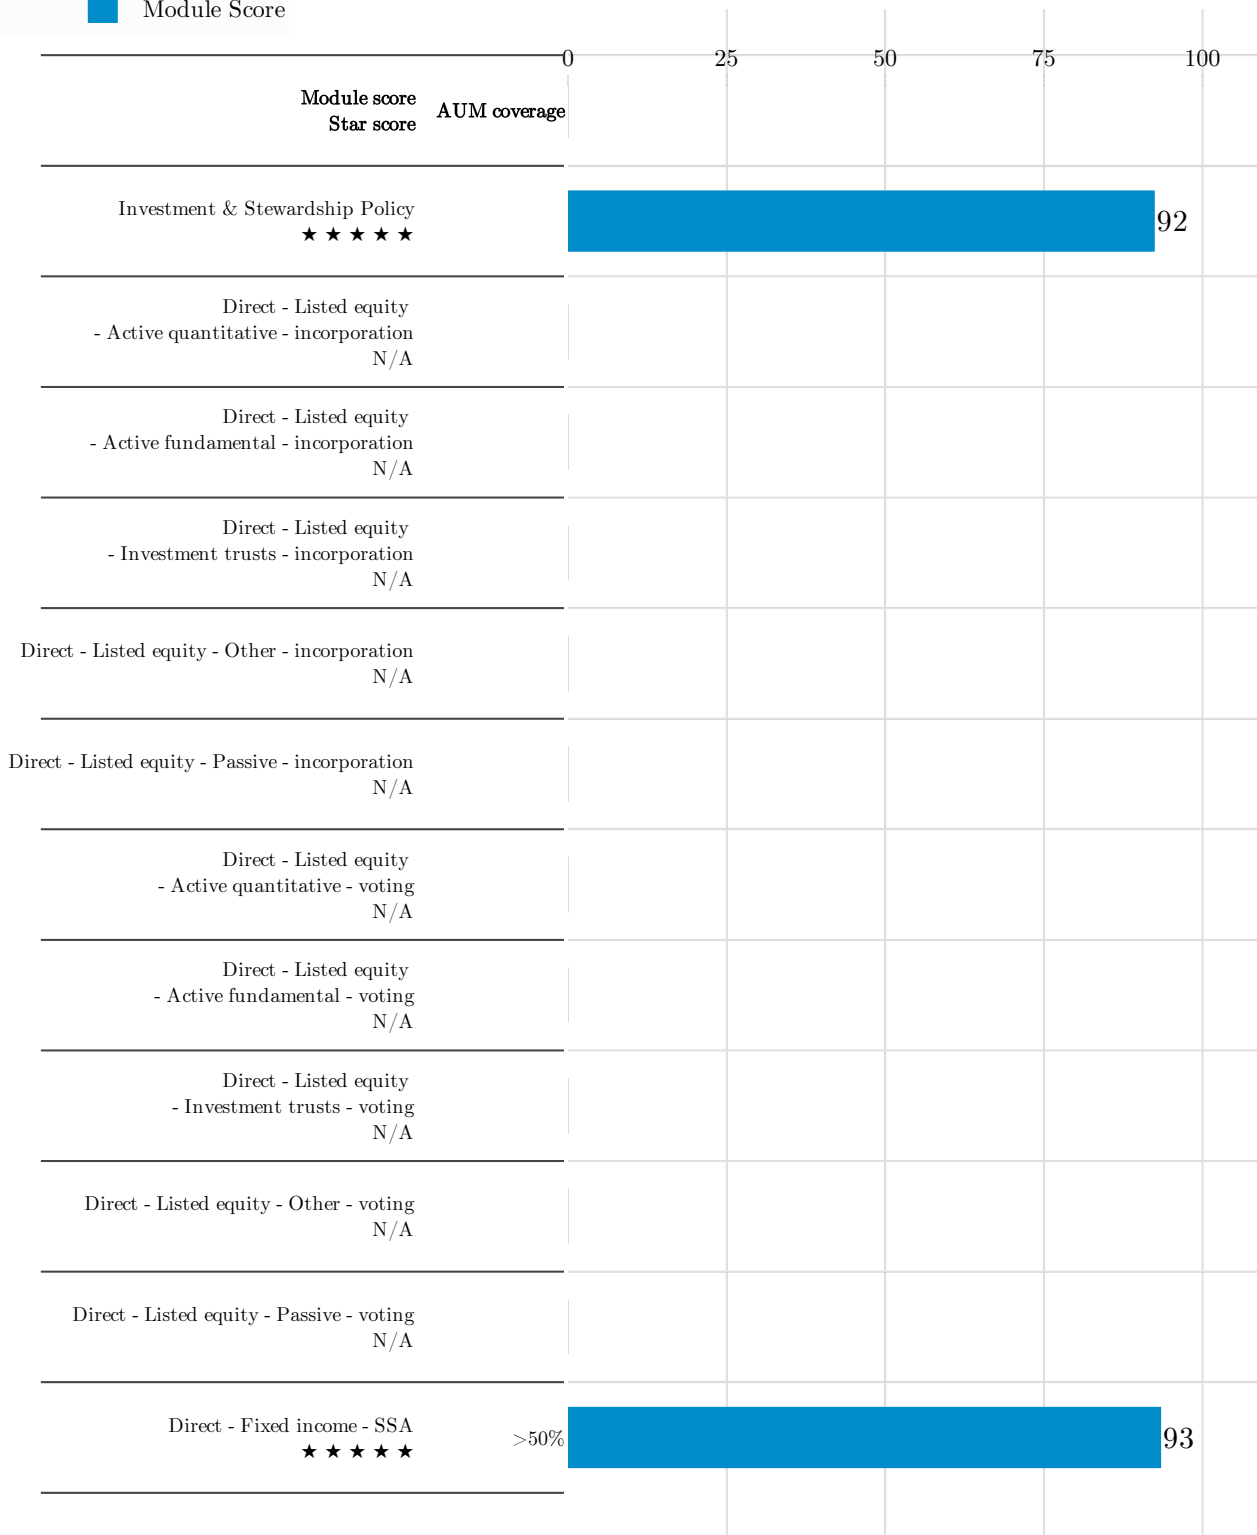 Module Score
0 25 50 75 100
Module score
Star score
AUM coverage
Investment & Stewardship Policy
★ ★ ★ ★ ★
92
Direct - Listed equity
- Active quantitative - incorporation
N/A
Direct - Listed equity
- Active fundamental - incorporation
N/A
Direct - Listed equity
- Investment trusts - incorporation
N/A
Direct - Listed equity - Other - incorporation
N/A
Direct - Listed equity - Passive - incorporation
N/A
Direct - Listed equity
- Active quantitative - voting
N/A
Direct - Listed equity
- Active fundamental - voting
N/A
Direct - Listed equity
- Investment trusts - voting
N/A
Direct - Listed equity - Other - voting
N/A
Direct - Listed equity - Passive - voting
N/A
Direct - Fixed income - SSA
★ ★ ★ ★ ★
>50%
93